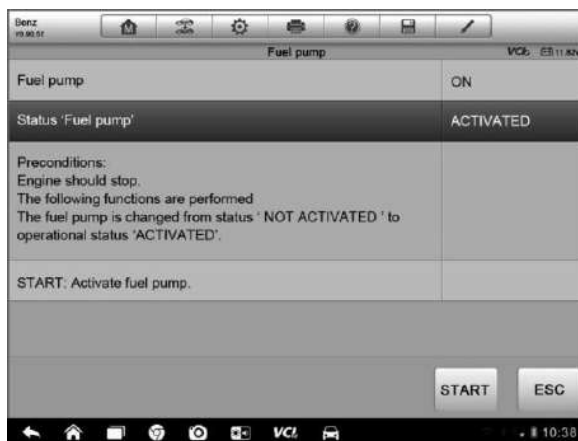 Benz
Fuel pump
VCI
Fuel pump ON
Status 'Fuel pump' ACTIVATED
Preconditions:
Engine should stop.
The following functions are performed
The fuel pump is changed from status ' NOT ACTIVATED ' to
operational status 'ACTIVATED'.
START: Activate fuel pump.
START ESC
VCI 10:38